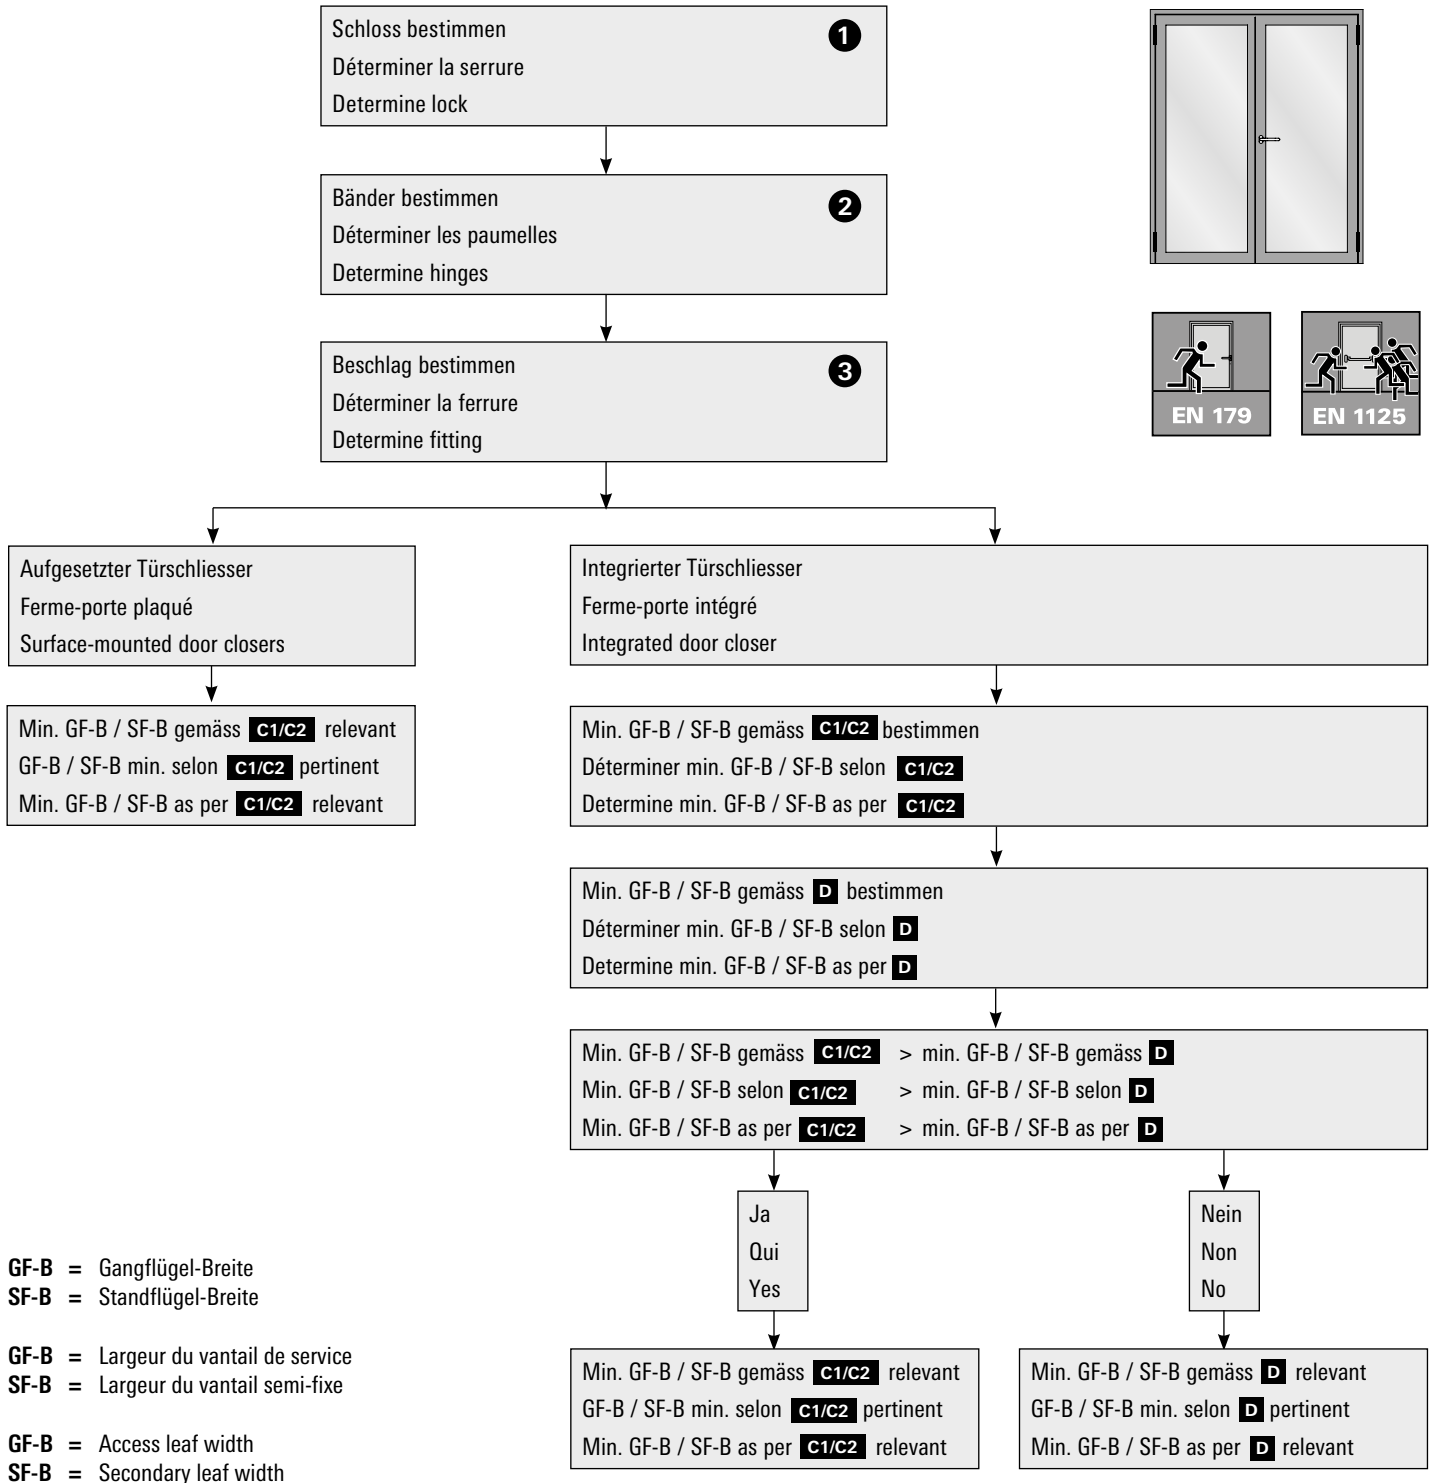 Schloss bestimmen
1
Déterminer la serrure
Determine lock
Bänder bestimmen
2
Déterminer les paumelles
Determine hinges
Beschlag bestimmen
3
Déterminer la ferrure
Determine fitting
EN 179
EN 1125
Aufgesetzter Türschliesser
Ferme-porte plaqué
Surface-mounted door closers
Integrierter Türschliesser
Ferme-porte intégré
Integrated door closer
Min. GF-B / SF-B gemäss C1/C2 relevant
GF-B / SF-B min. selon C1/C2 pertinent
Min. GF-B / SF-B as per C1/C2 relevant
Min. GF-B / SF-B gemäss C1/C2 bestimmen
Déterminer min. GF-B / SF-B selon C1/C2
Determine min. GF-B / SF-B as per C1/C2
Min. GF-B / SF-B gemäss D bestimmen
Déterminer min. GF-B / SF-B selon D
Determine min. GF-B / SF-B as per D
Min. GF-B / SF-B gemäss C1/C2 > min. GF-B / SF-B gemäss D
Min. GF-B / SF-B selon C1/C2 > min. GF-B / SF-B selon D
Min. GF-B / SF-B as per C1/C2 > min. GF-B / SF-B as per D
Ja
Qui
Yes
Nein
Non
No
Min. GF-B / SF-B gemäss C1/C2 relevant
GF-B / SF-B min. selon C1/C2 pertinent
Min. GF-B / SF-B as per C1/C2 relevant
Min. GF-B / SF-B gemäss D relevant
GF-B / SF-B min. selon D pertinent
Min. GF-B / SF-B as per D relevant
GF-B = Gangflügel-Breite
SF-B = Standflügel-Breite
GF-B = Largeur du vantail de service
SF-B = Largeur du vantail semi-fixe
GF-B = Access leaf width
SF-B = Secondary leaf width